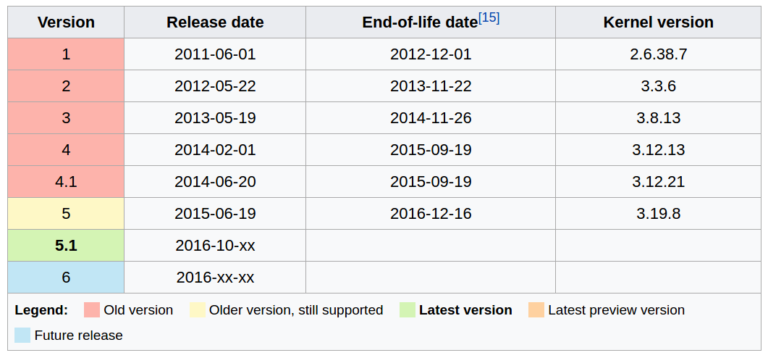 Version Release date End-of-life date[15] Kernel version
1 2011-06-01 2012-12-01 2.6.38.7
2 2012-05-22 2013-11-22 3.3.6
3 2013-05-19 2014-11-26 3.8.13
4 2014-02-01 2015-09-19 3.12.13
4.1 2014-06-20 2015-09-19 3.12.21
5 2015-06-19 2016-12-16 3.19.8
5.1 2016-10-xx
6 2016-xx-xx
Legend: Old version Older version, still supported Latest version Latest preview version
Future release